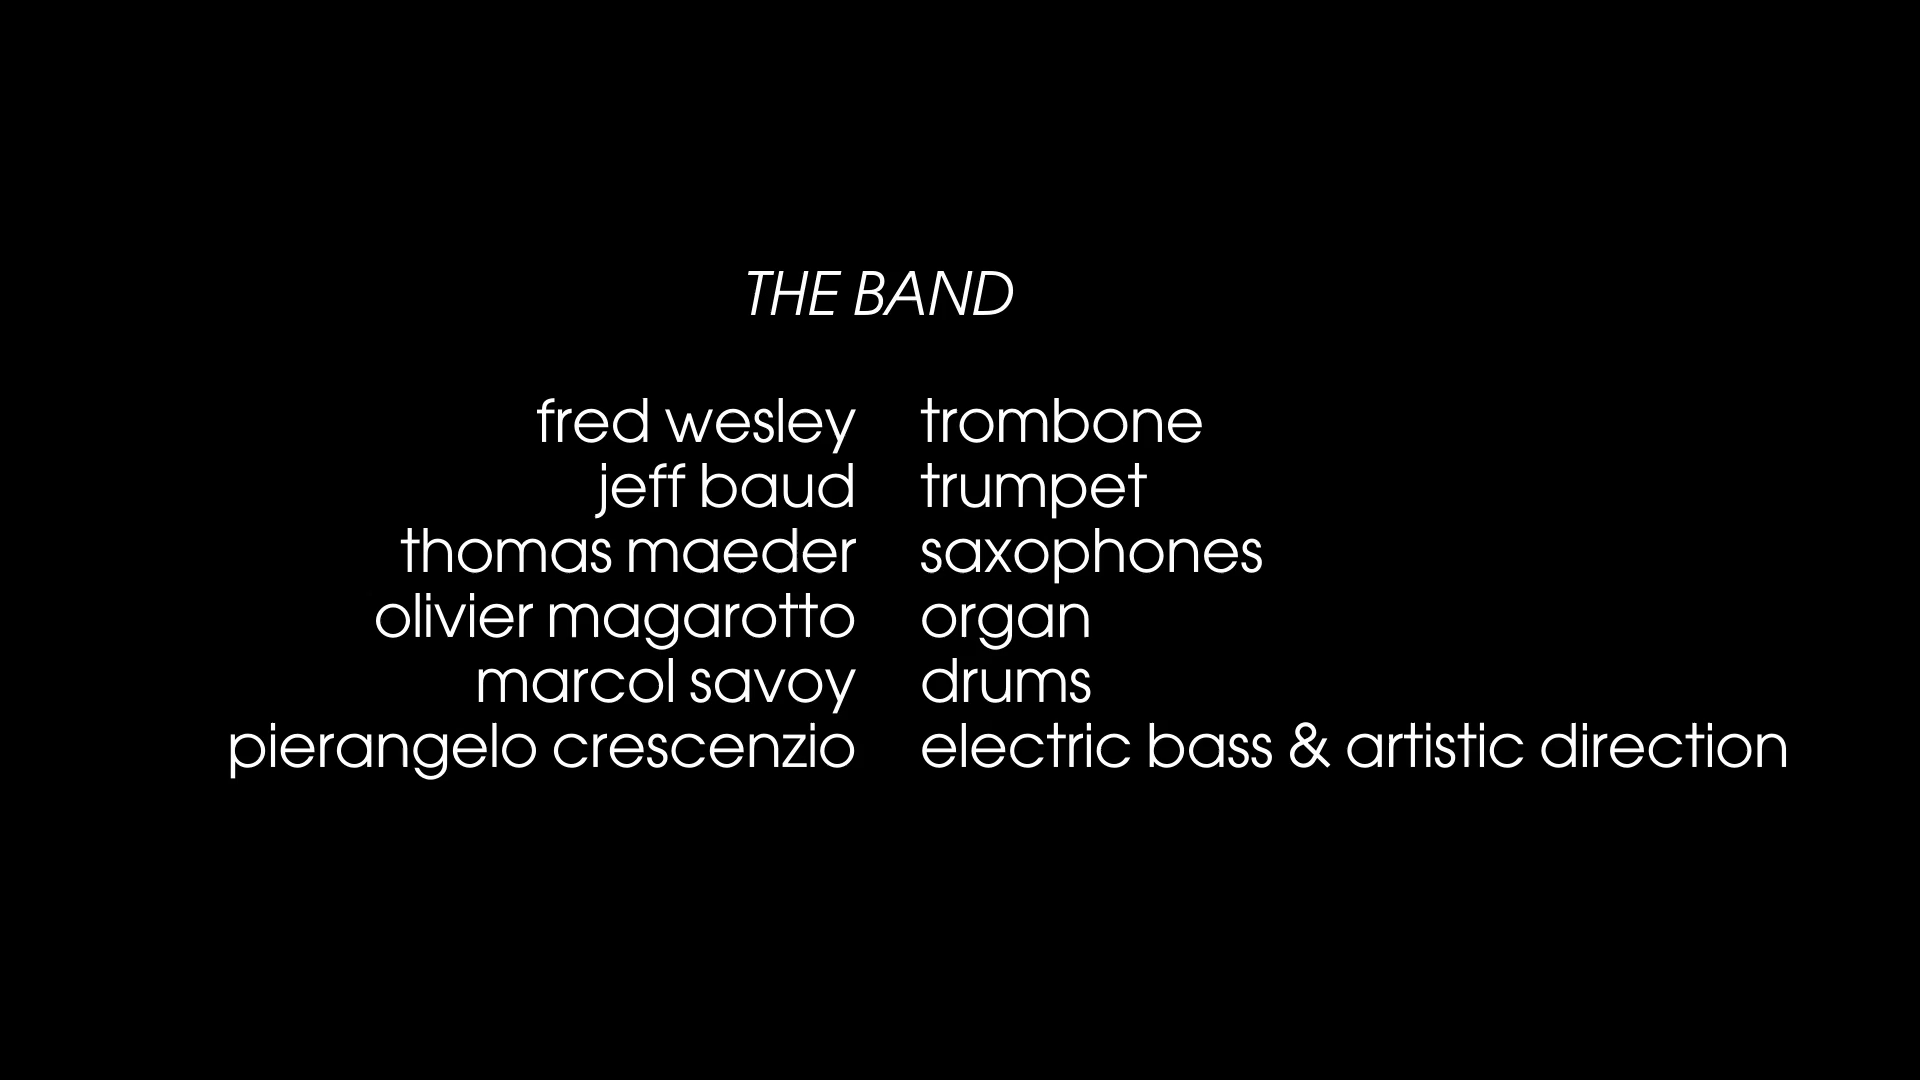 THE BAND
fred wesley trombone
jeff baud trumpet
thomas maeder saxophones
olivier magarotto organ
marcol savoy drums
pierangelo crescenzio electric bass & artistic direction